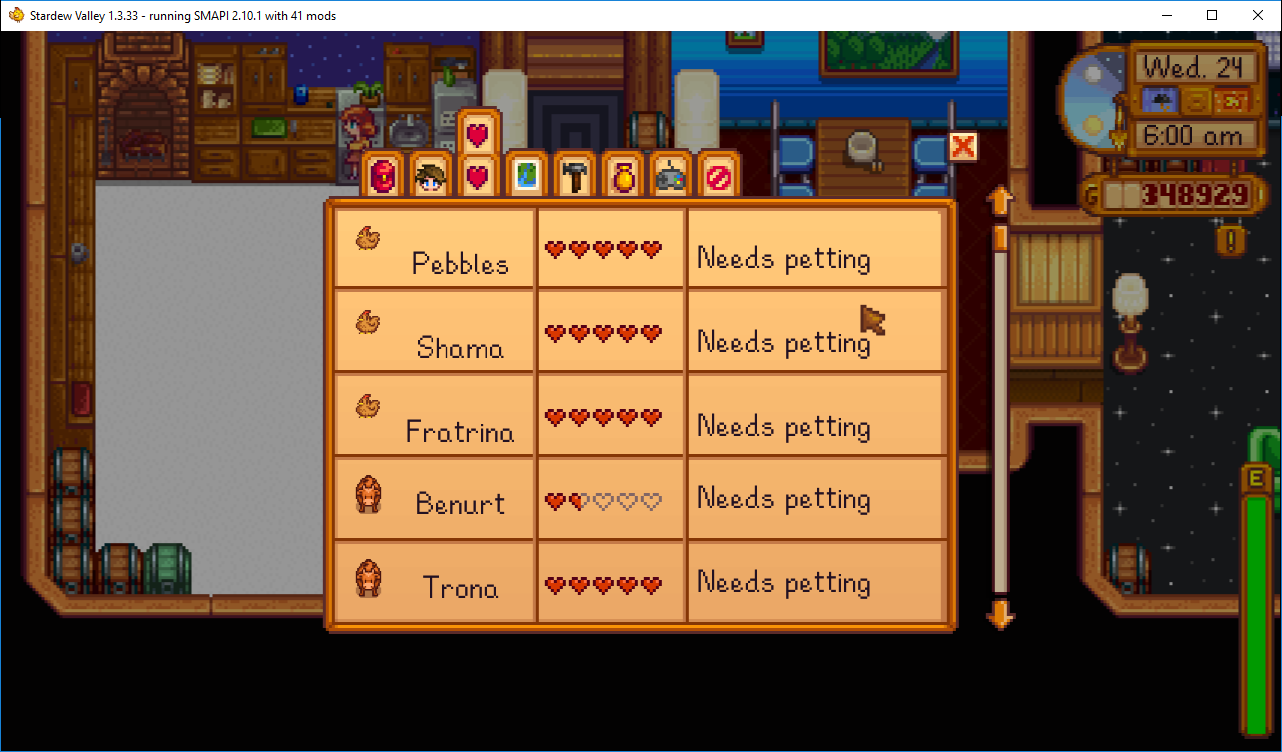 Stardew Valley 1.3.33 - running SMAPI 2.10.1 with 41 mods
Wed. 24
6:00 am
G 348929
!
Pebbles Needs petting
Shama Needs petting
Fratrina Needs petting
Benurt Needs petting
Trona Needs petting
E